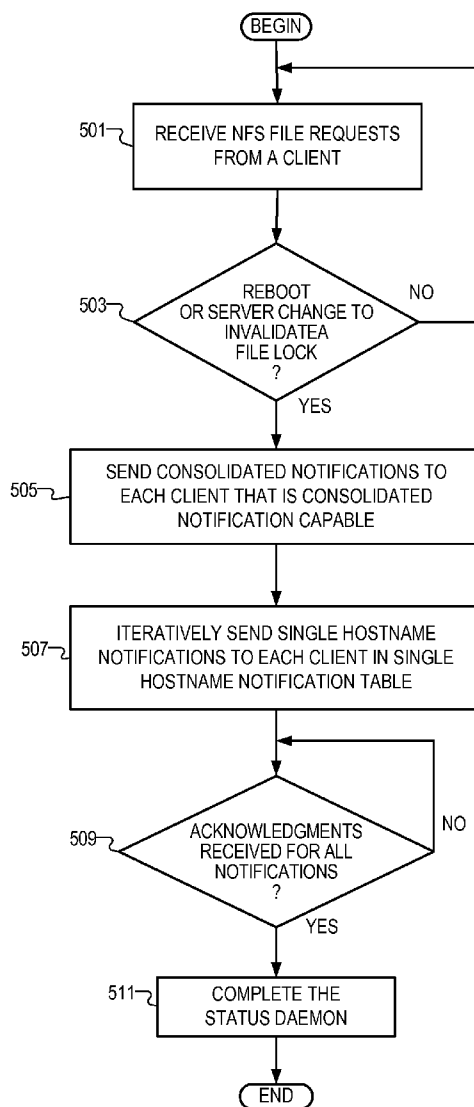 BEGIN
501
RECEIVE NFS FILE REQUESTS
FROM A CLIENT
503
REBOOT
OR SERVER CHANGE TO
INVALIDATEA
FILE LOCK
?
NO
YES
505
SEND CONSOLIDATED NOTIFICATIONS TO
EACH CLIENT THAT IS CONSOLIDATED
NOTIFICATION CAPABLE
507
ITERATIVELY SEND SINGLE HOSTNAME
NOTIFICATIONS TO EACH CLIENT IN SINGLE
HOSTNAME NOTIFICATION TABLE
509
ACKNOWLEDGMENTS
RECEIVED FOR ALL
NOTIFICATIONS
?
NO
YES
511
COMPLETE THE
STATUS DAEMON
END